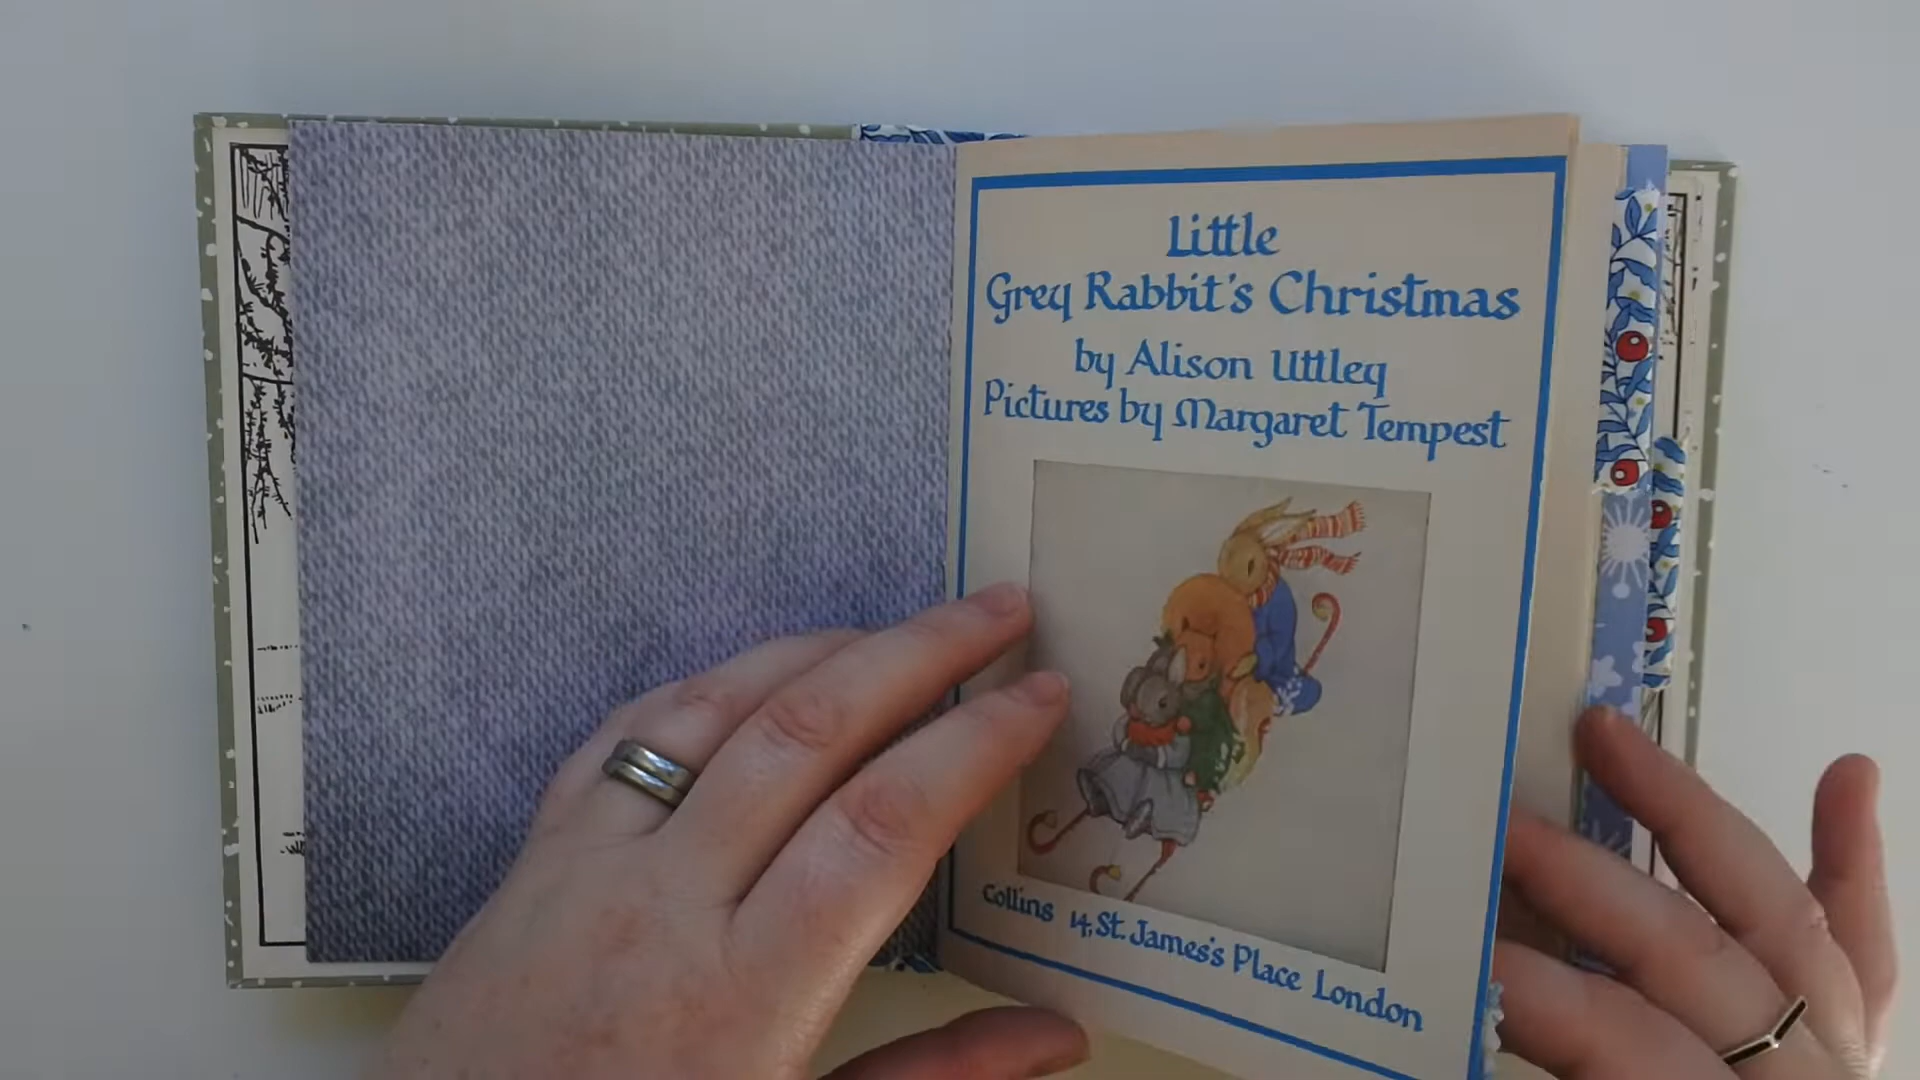 Little
Grey Rabbit's Christmas
by Alison Uttley
Pictures by Margaret Tempest
Collins 14, St. James's Place London